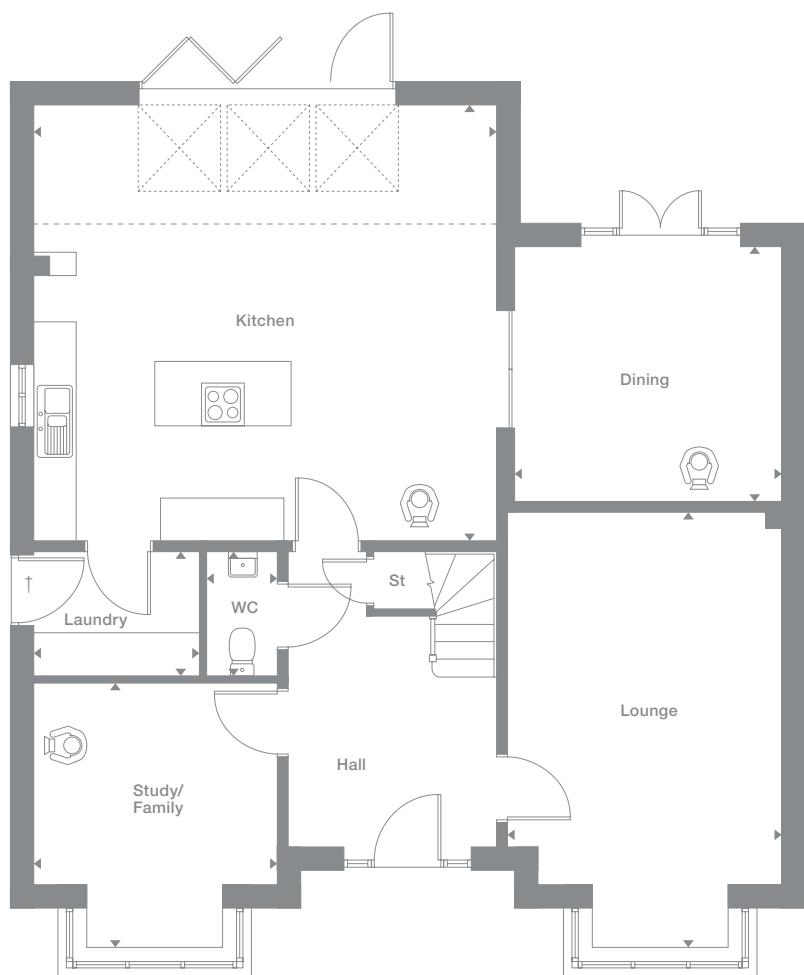 Kitchen
Dining
St
†
WC
Laundry
Lounge
Hall
Study/
Family